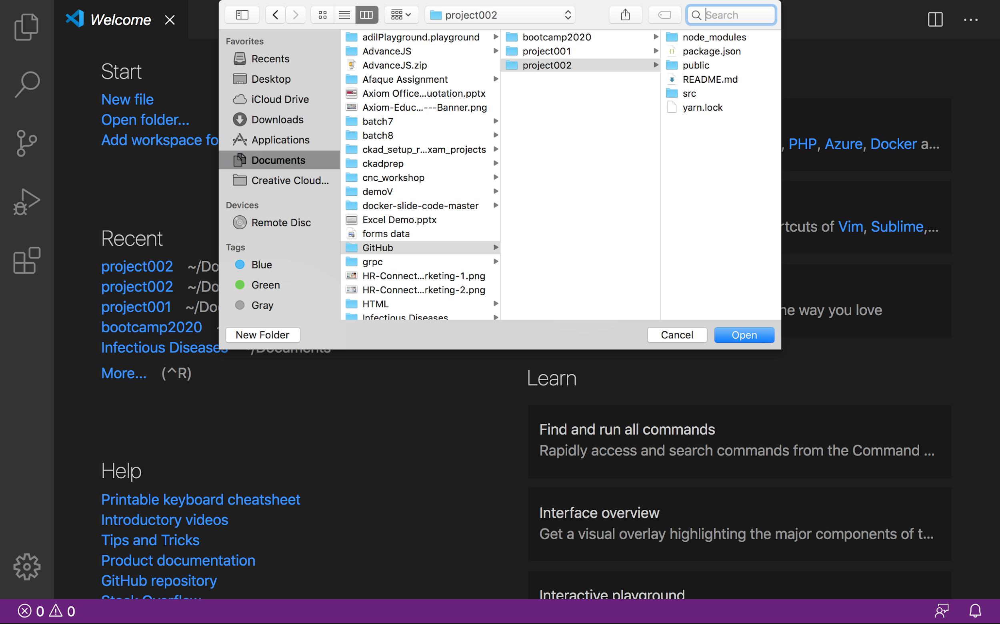 Welcome
project002
Search
Favorites
Recents
Desktop
iCloud Drive
Downloads
Applications
Documents
Creative Cloud...
Devices
Remote Disc
Tags
Blue
Green
Gray
adilPlayground.playground
AdvanceJS
AdvanceJS.zip
Afaque Assignment
Axiom Office...uotation.pptx
Axiom-Educ...---Banner.png
batch7
batch8
ckad_setup_r...xam_projects
ckadprep
cnc_workshop
demoV
docker-slide-code-master
Excel Demo.pptx
forms data
GitHub
grpc
HR-Connect...rketing-1.png
HR-Connect...rketing-2.png
HTML
Infectious Diseases
bootcamp2020
project001
project002
node_modules
package.json
public
README.md
src
yarn.lock
New Folder
Cancel
Open
Start
New file
Open folder...
Add workspace fo
Recent
project002 ~/Do
project002 ~/Do
project001 ~/Do
bootcamp2020
Infectious Diseases ~/Documents
More... (^R)
Help
Printable keyboard cheatsheet
Introductory videos
Tips and Tricks
Product documentation
GitHub repository
Stack Overflow
, PHP, Azure, Docker a...
rtcuts of Vim, Sublime,...
he way you love
Learn
Find and run all commands
Rapidly access and search commands from the Command ...
Interface overview
Get a visual overlay highlighting the major components of t...
Interactive playground
0 0